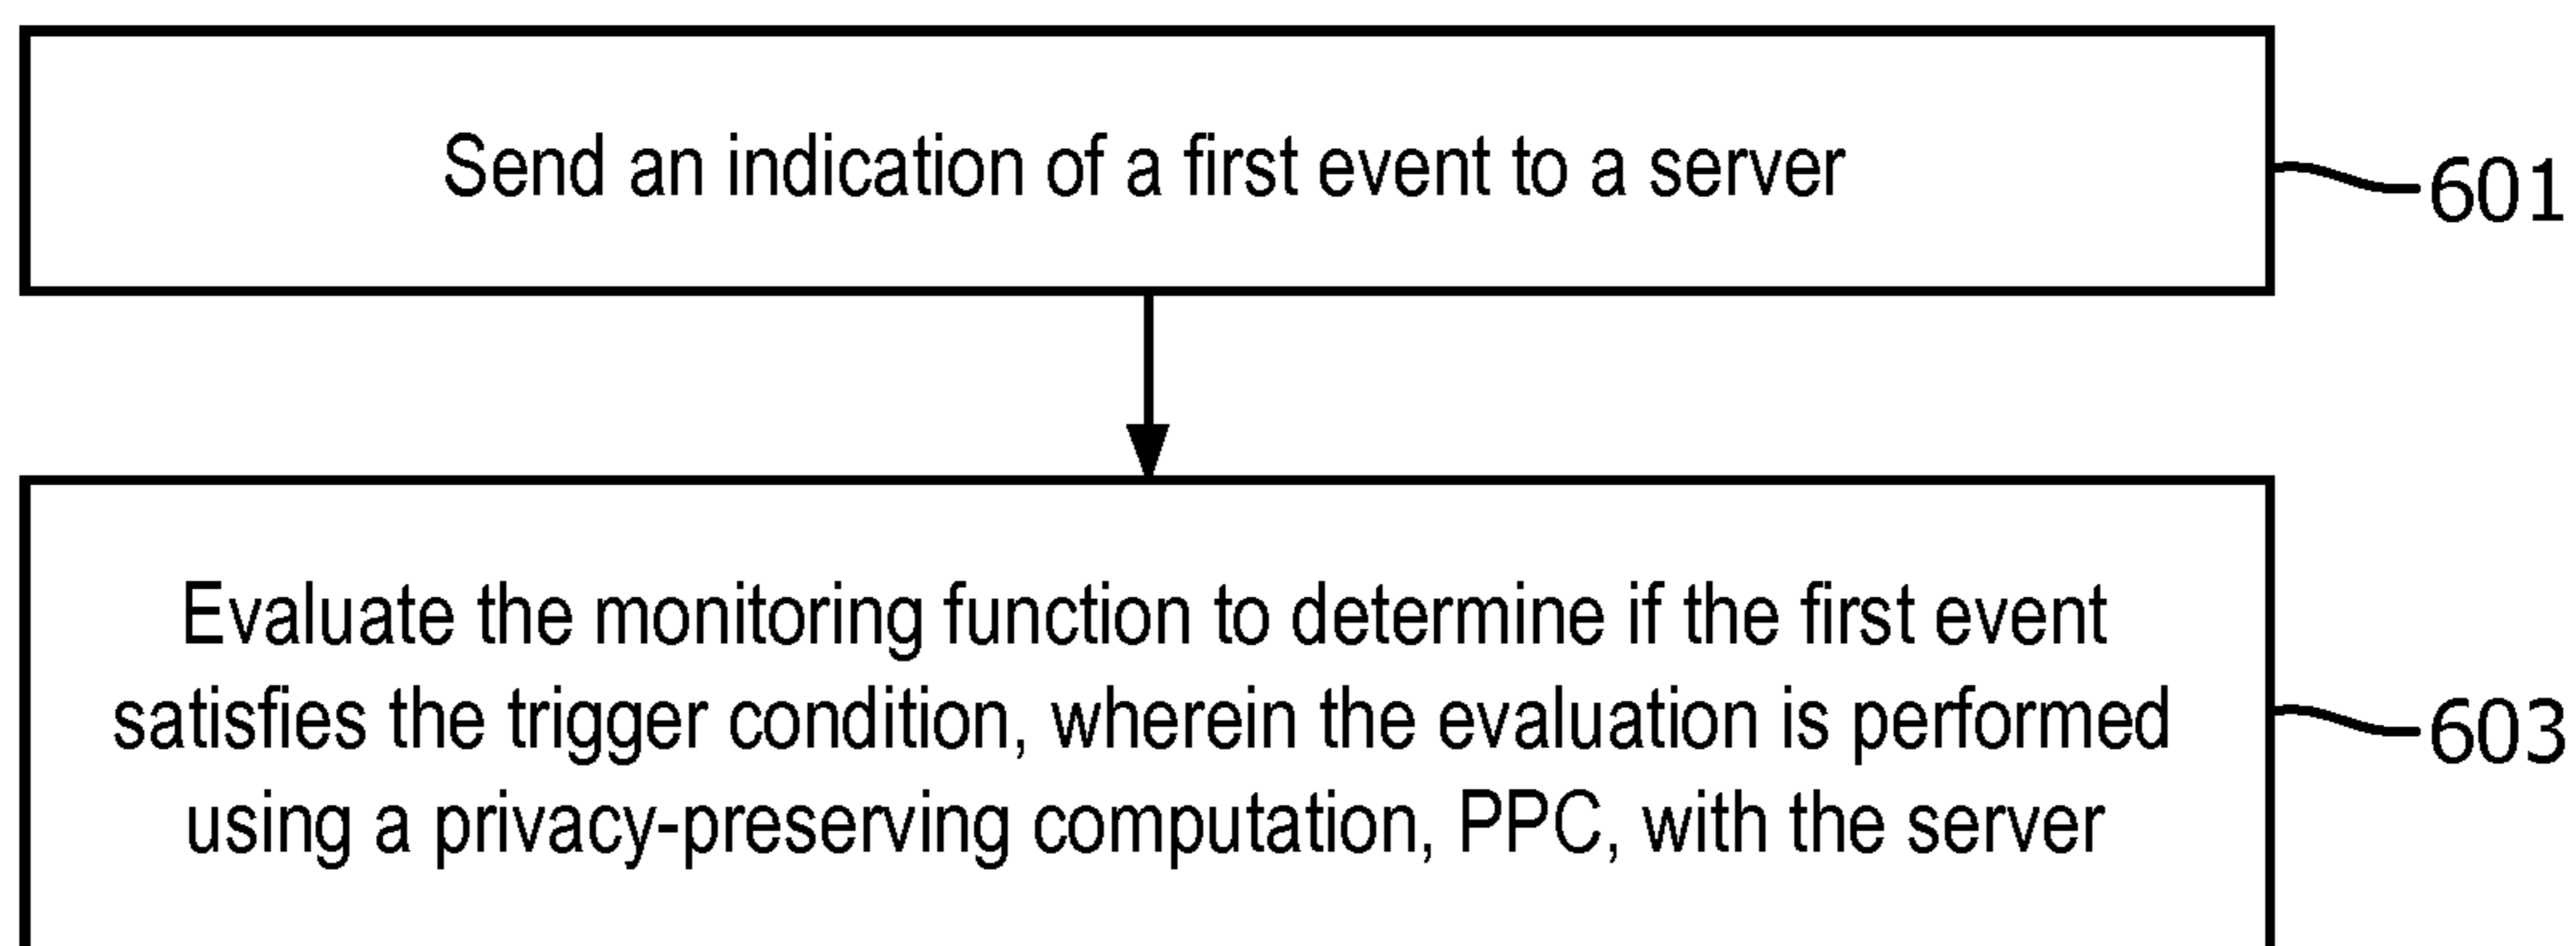 Send an indication of a first event to a server
601
Evaluate the monitoring function to determine if the first event
satisfies the trigger condition, wherein the evaluation is performed
using a privacy-preserving computation, PPC, with the server
603